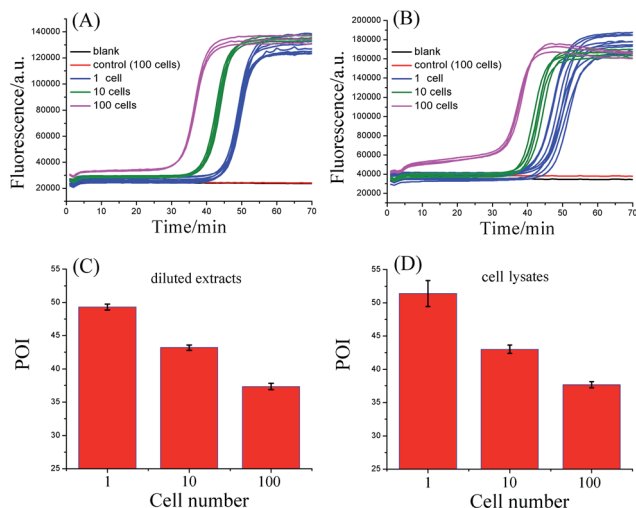 (A)
Fluorescence/a.u.
140000
120000
100000
80000
60000
40000
20000
blank
control (100 cells)
1 cell
10 cells
100 cells
0 10 20 30 40 50 60 70
Time/min
(B)
Fluorescence/a.u.
200000
180000
160000
140000
120000
100000
80000
60000
40000
20000
0
blank
control (100 cells)
1 cell
10 cells
100 cells
0 10 20 30 40 50 60 70
Time/min
(C)
diluted extracts
POI
55
50
45
40
35
30
25
1 10 100
Cell number
(D)
cell lysates
POI
55
50
45
40
35
30
25
1 10 100
Cell number